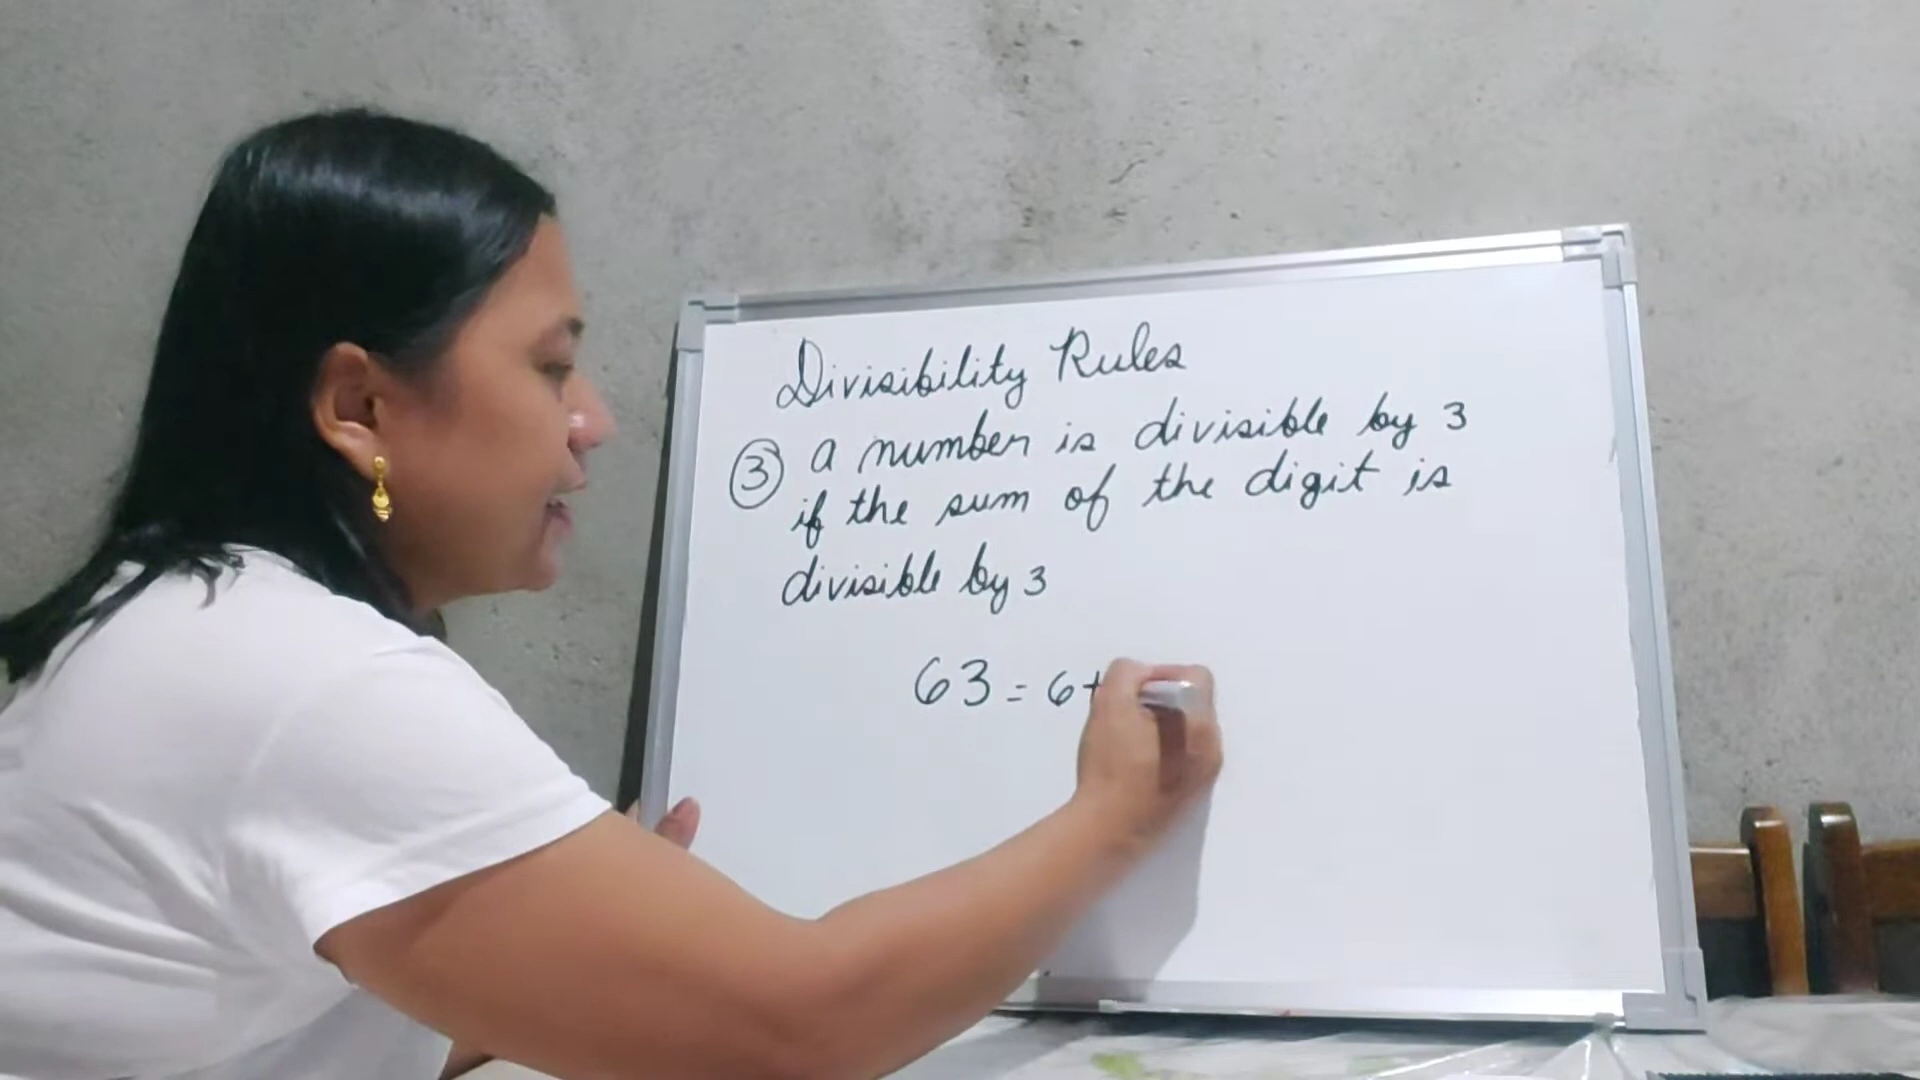 Divisibility Rules
3 a number is divisible by 3
if the sum of the digit is
divisible by 3
63 = 6+